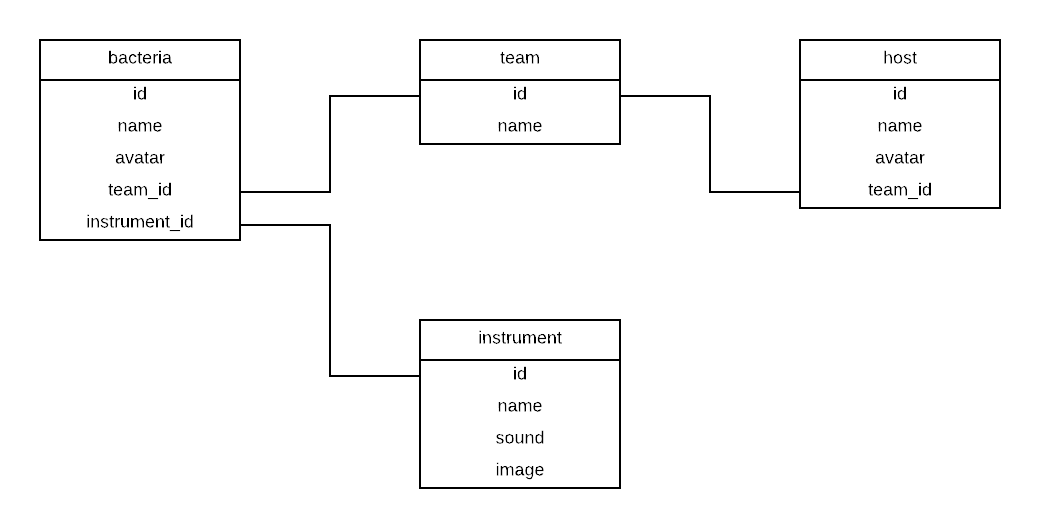 bacteria
id
name
avatar
team_id
instrument_id
team
id
name
host
id
name
avatar
team_id
instrument
id
name
sound
image